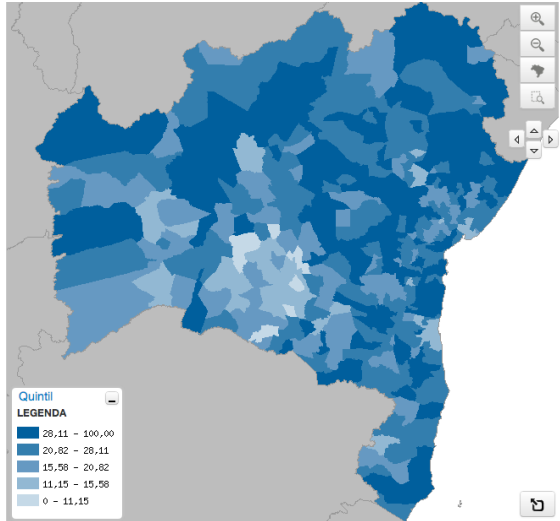 Quintil
LEGENDA
28,11 - 100,00
20,82 - 28,11
15,58 - 20,82
11,15 - 15,58
0 - 11,15